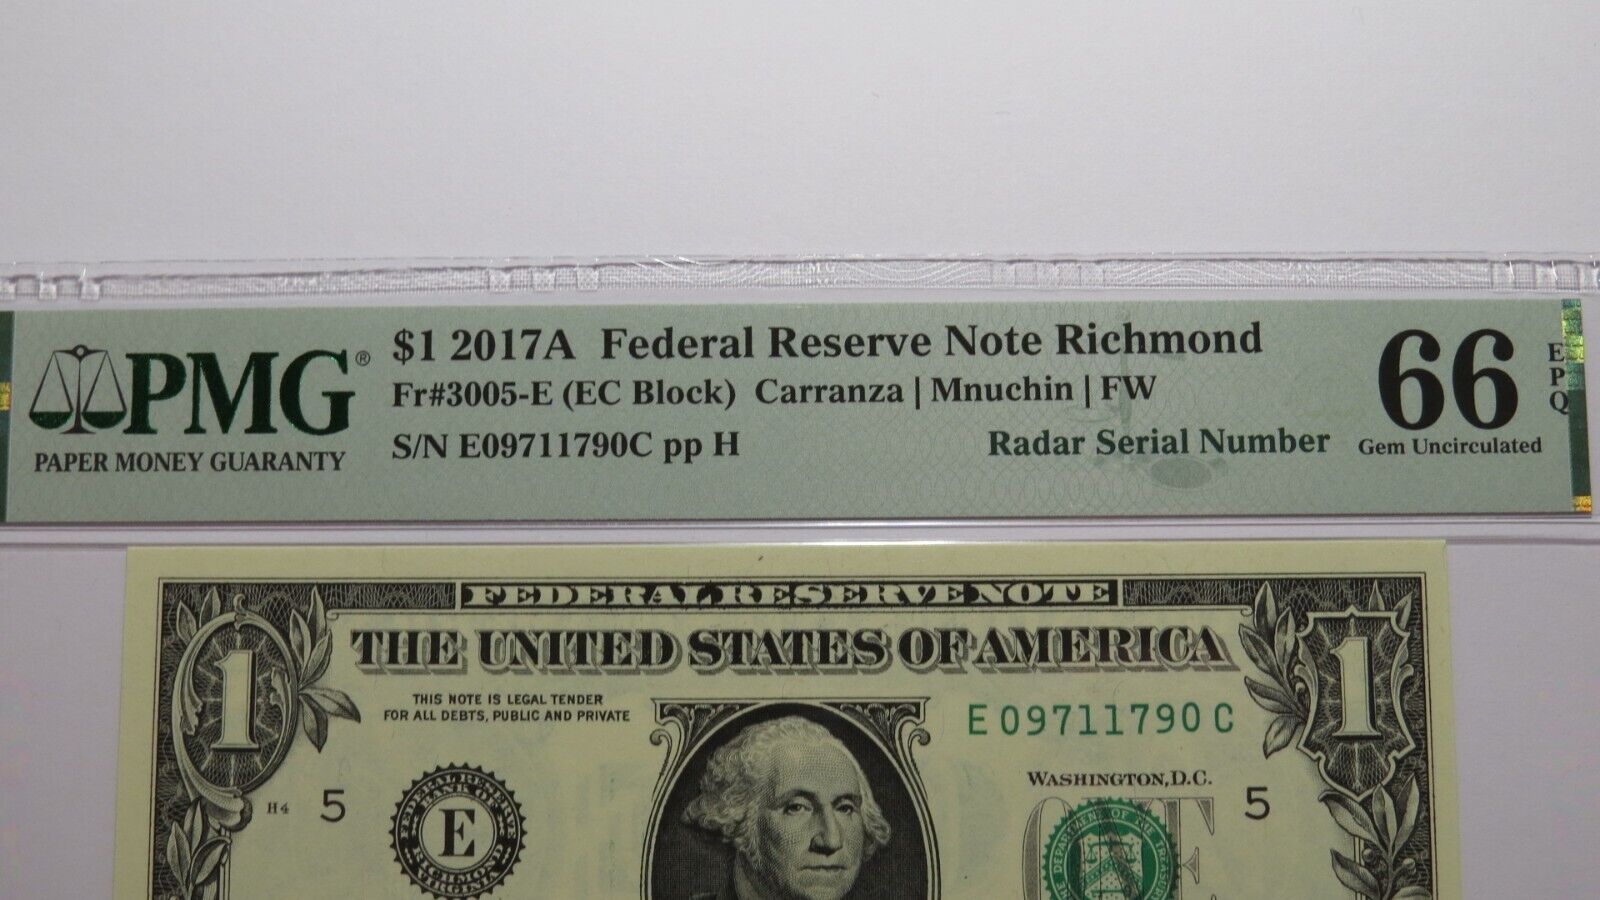 PMG®
PAPER MONEY GUARANTY
$1 2017A Federal Reserve Note Richmond
Fr#3005-E (EC Block) Carranza | Mnuchin | FW
S/N E09711790C pp H
Radar Serial Number
66
EPQ
Gem Uncirculated
FEDERAL RESERVE NOTE
THE UNITED STATES OF AMERICA
1
1
THIS NOTE IS LEGAL TENDER
FOR ALL DEBTS, PUBLIC AND PRIVATE
E 09711790 C
WASHINGTON, D.C.
H4
5
E
5